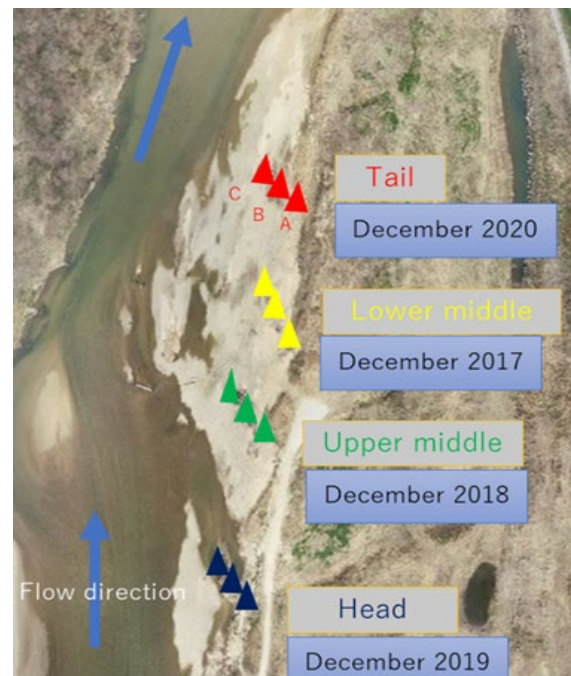 Tail
C
B
A
December 2020
Lower middle
December 2017
Upper middle
December 2018
Flow direction
Head
December 2019